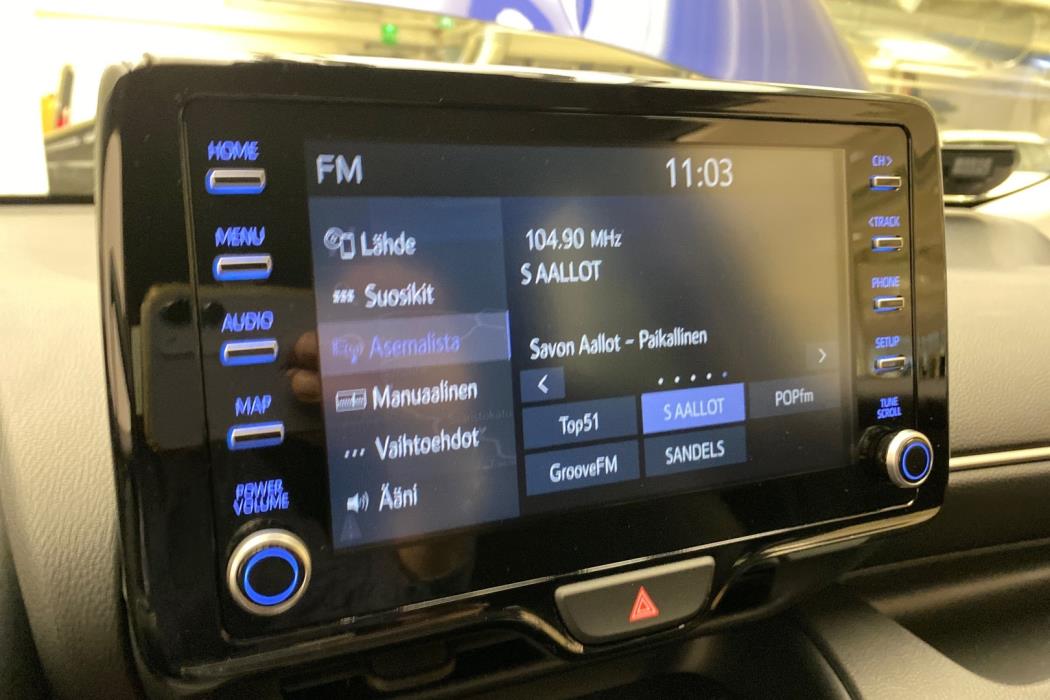 HOME
MENU
AUDIO
MAP
POWER
VOLUME
FM
11:03
Lähde
Suosikit
Asemalista
Manuaalinen
Vaihtoehdot
Ääni
104.90 MHz
S AALLOT
Savon Aallot - Paikallinen
Top51
S AALLOT
POPfm
GrooveFM
SANDELS
CH>
<TRACK
PHONE
SETUP
TUNE
SCROLL